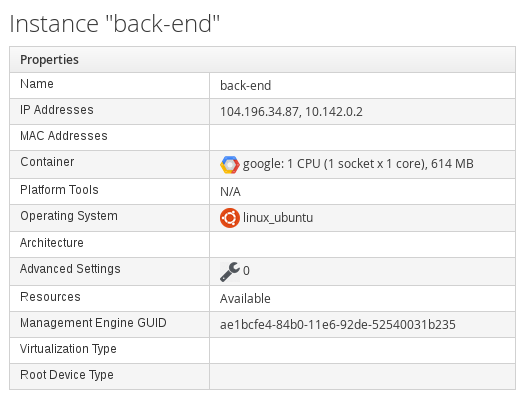 Instance "back-end"
Properties
Name back-end
IP Addresses 104.196.34.87, 10.142.0.2
MAC Addresses
Container google: 1 CPU (1 socket x 1 core), 614 MB
Platform Tools N/A
Operating System linux_ubuntu
Architecture
Advanced Settings 0
Resources Available
Management Engine GUID ae1bcfe4-84b0-11e6-92de-52540031b235
Virtualization Type
Root Device Type